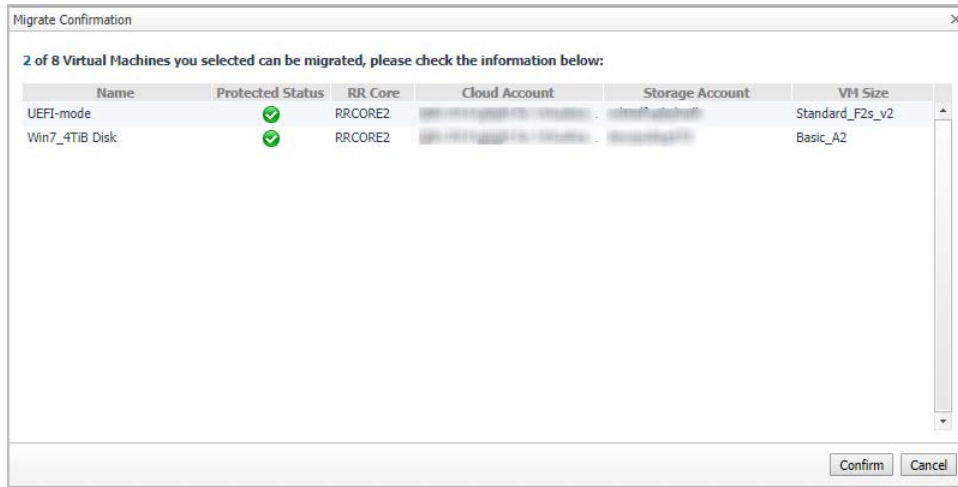 Migrate Confirmation
2 of 8 Virtual Machines you selected can be migrated, please check the information below:
Name Protected Status RR Core Cloud Account Storage Account VM Size
UEFI-mode RRCORE2 Standard_F2s_v2
Win7_4TiB Disk RRCORE2 Basic_A2
Confirm Cancel